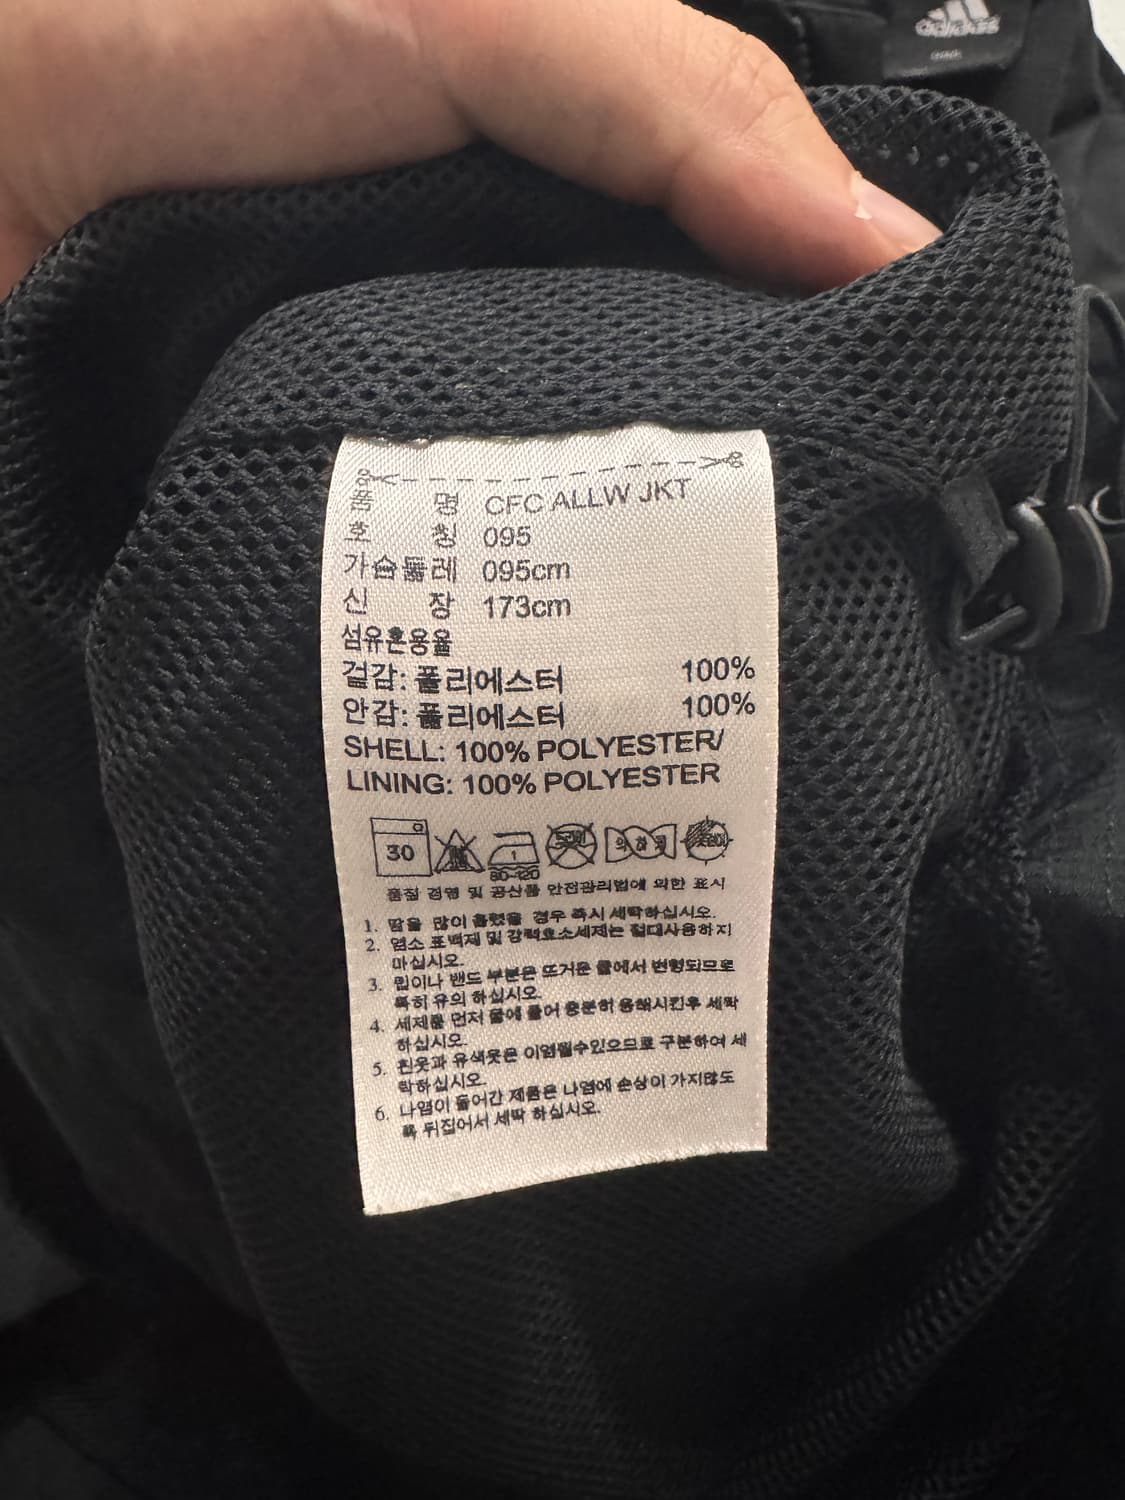 adidas
품 명 CFC ALLW JKT
호 칭 095
가슴둘레 095cm
신 장 173cm
섬유혼용율
겉감: 폴리에스터 100%
안감: 폴리에스터 100%
SHELL: 100% POLYESTER/
LINING: 100% POLYESTER
30
80-120
품질 경영 및 공산품 안전관리법에 의한 표시
1. 땀을 많이 흘렸을 경우 즉시 세탁하십시오.
2. 염소 표백제 및 강력효소세제는 절대사용하지
마십시오.
3. 립이나 밴드 부분은 뜨거운 물에서 변형되므로
특히 유의 하십시오.
4. 세제를 먼저 물에 풀어 충분히 용해시킨후 세탁
하십시오.
5. 흰옷과 유색옷은 이염될수있으므로 구분하여 세
탁하십시오.
6. 나염이 들어간 제품은 나염에 손상이 가지않도
록 뒤집어서 세탁 하십시오.